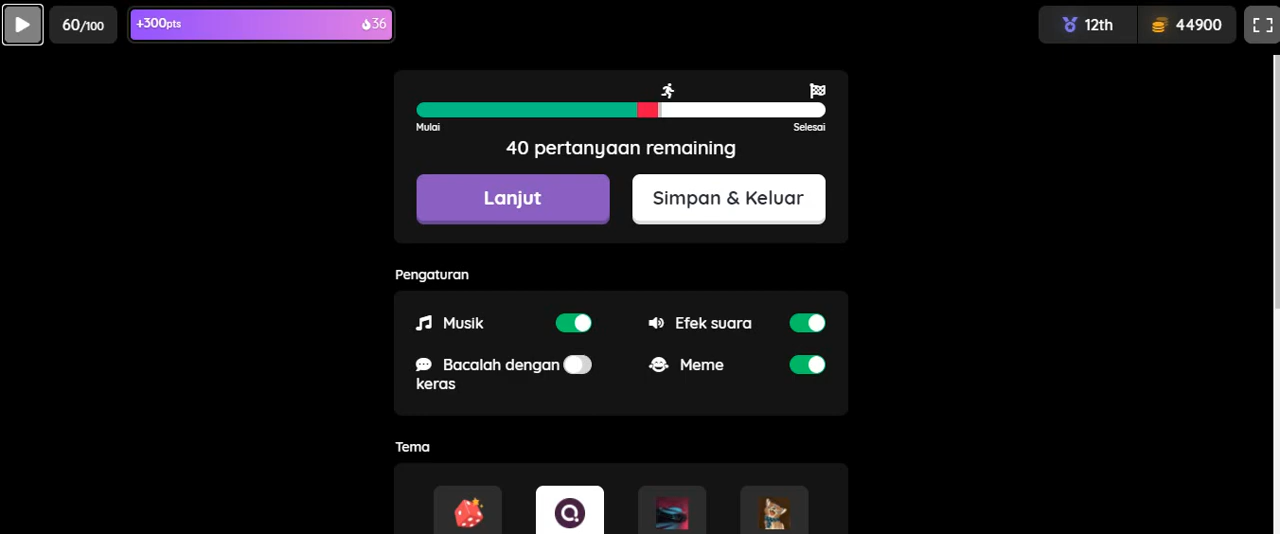 60/100
+300pts
36
12th
44900
Mulai
Selesai
40 pertanyaan remaining
Lanjut
Simpan & Keluar
Pengaturan
Musik
Efek suara
Bacalah dengan
keras
Meme
Tema